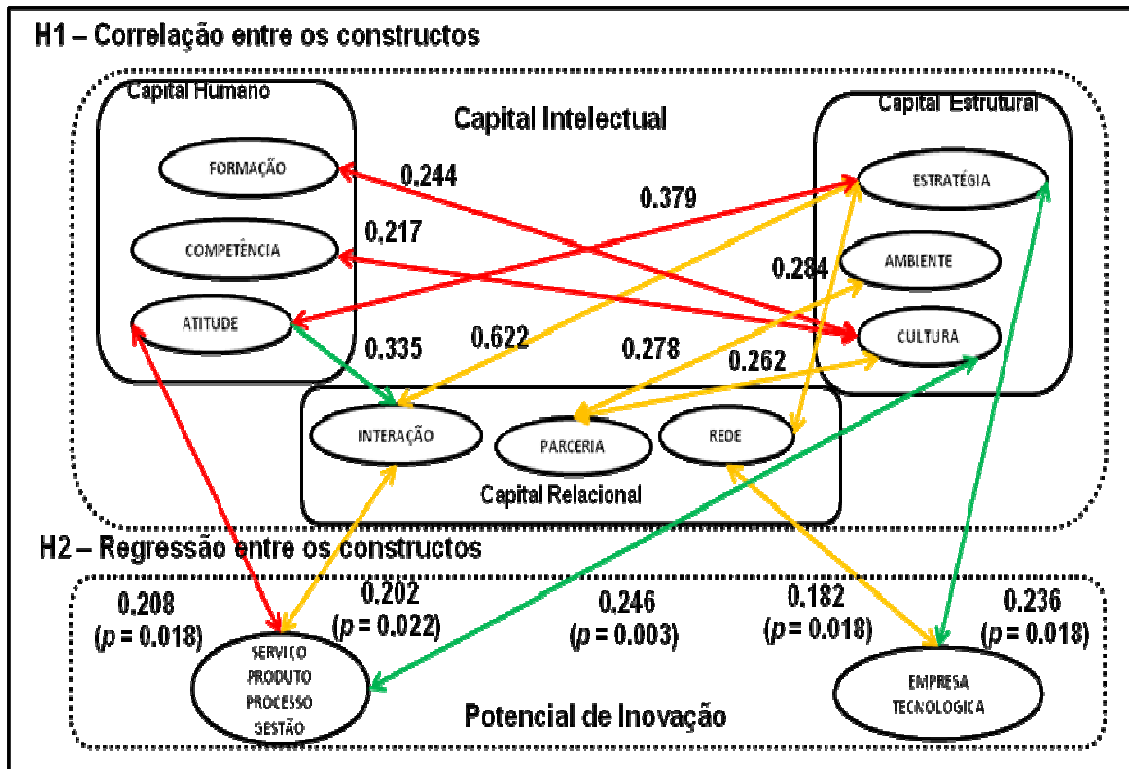 H1 – Correlação entre os constructos
Capital Humano
Capital Intelectual
Capital Estrutural
FORMAÇÃO
0.244
0.379
ESTRATÉGIA
COMPETÊNCIA
0,217
0.284
AMBIENTE
ATITUDE
0.335
0.622
0.278
0.262
CULTURA
INTERAÇÃO
PARCERIA
REDE
Capital Relacional
H2 – Regressão entre os constructos
0.208
(p = 0.018)
0.202
(p = 0.022)
0.246
(p = 0.003)
0.182
(p = 0.018)
0.236
(p = 0.018)
SERVIÇO
PRODUTO
PROCESSO
GESTÃO
Potencial de Inovação
EMPRESA
TECNOLOGICA